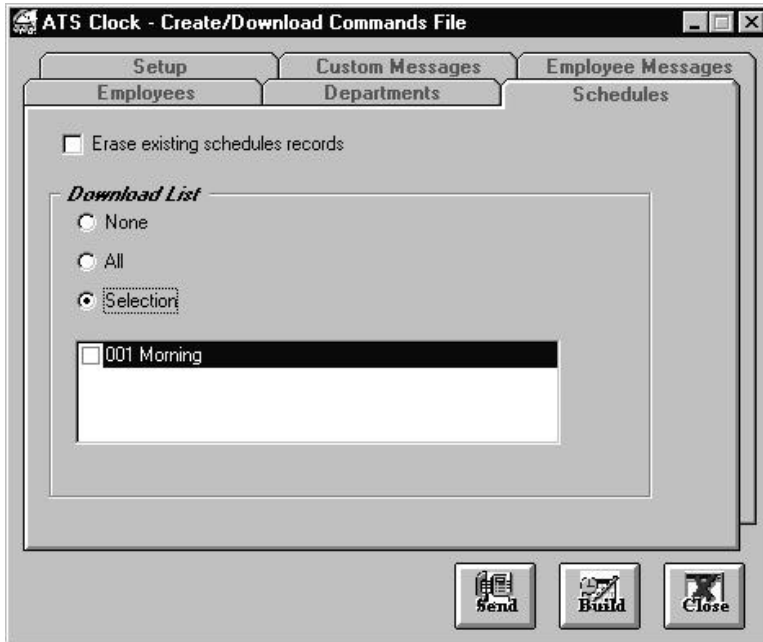 ATS Clock - Create/Download Commands File
Setup
Custom Messages
Employee Messages
Employees
Departments
Schedules
Erase existing schedules records
Download List
None
All
Selection
001 Morning
Send
Build
Close